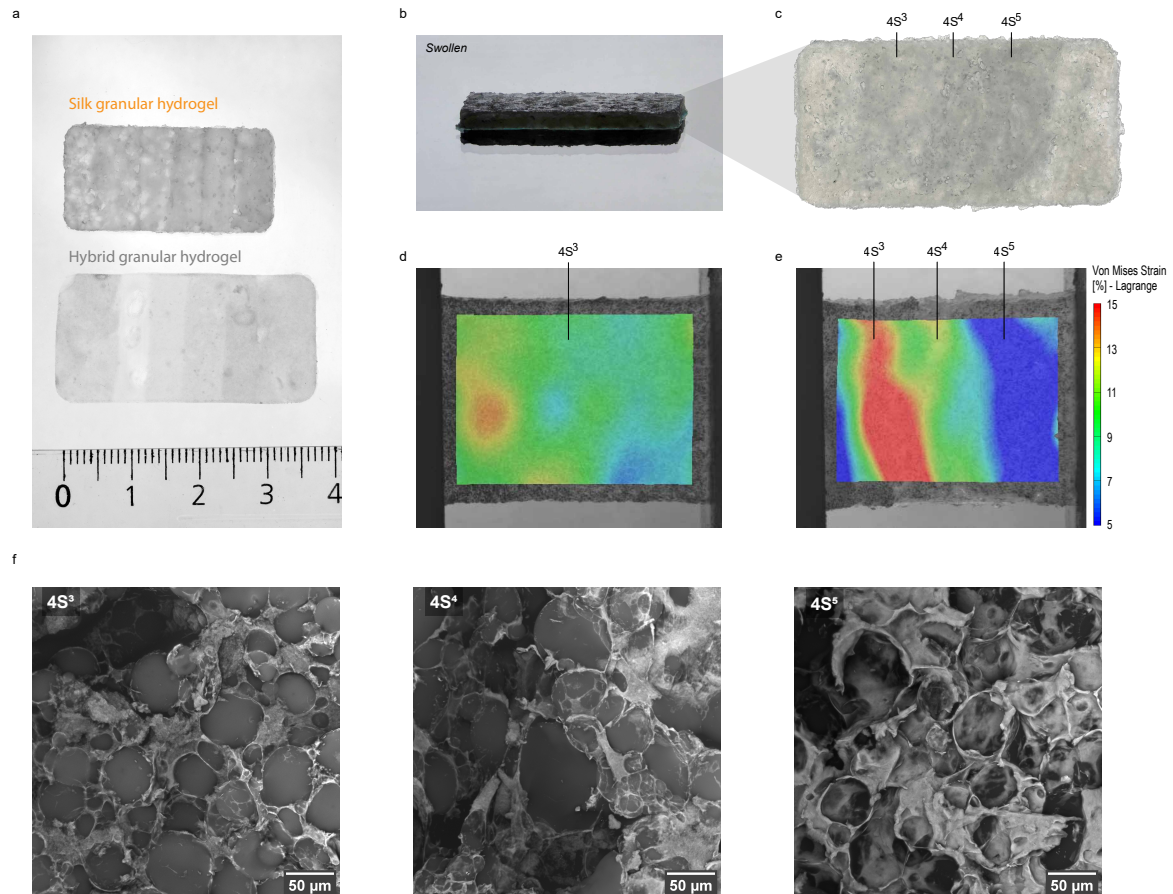 a
Silk granular hydrogel
Hybrid granular hydrogel
0 1 2 3 4
b
Swollen
c
4S³ 4S⁴ 4S⁵
d
4S³
e
4S³ 4S⁴ 4S⁵
Von Mises Strain
[%] - Lagrange
15
13
11
9
7
5
f
4S³
50 µm
4S⁴
50 µm
4S⁵
50 µm